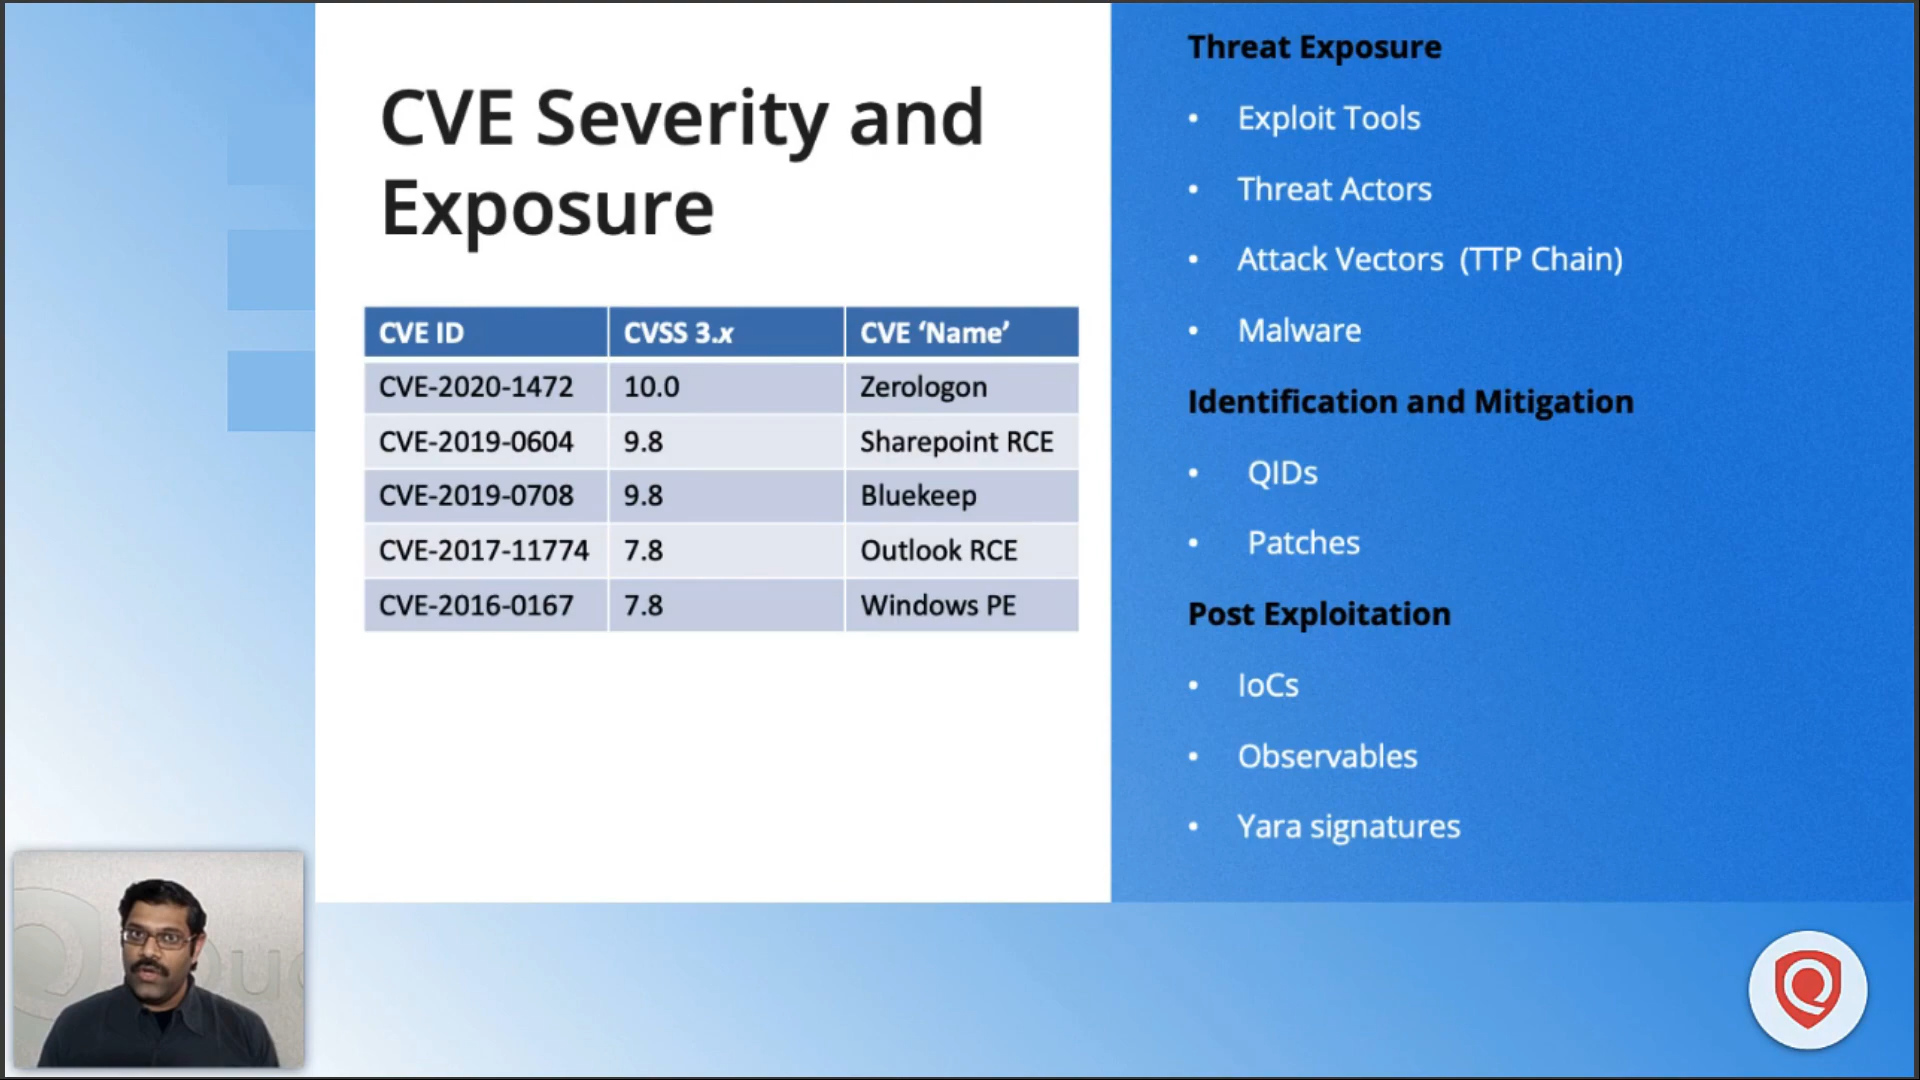 CVE Severity and
Exposure
CVE ID CVSS 3.x CVE ‘Name’
CVE-2020-1472 10.0 Zerologon
CVE-2019-0604 9.8 Sharepoint RCE
CVE-2019-0708 9.8 Bluekeep
CVE-2017-11774 7.8 Outlook RCE
CVE-2016-0167 7.8 Windows PE
Threat Exposure
• Exploit Tools
• Threat Actors
• Attack Vectors (TTP Chain)
• Malware
Identification and Mitigation
• QIDs
• Patches
Post Exploitation
• IoCs
• Observables
• Yara signatures